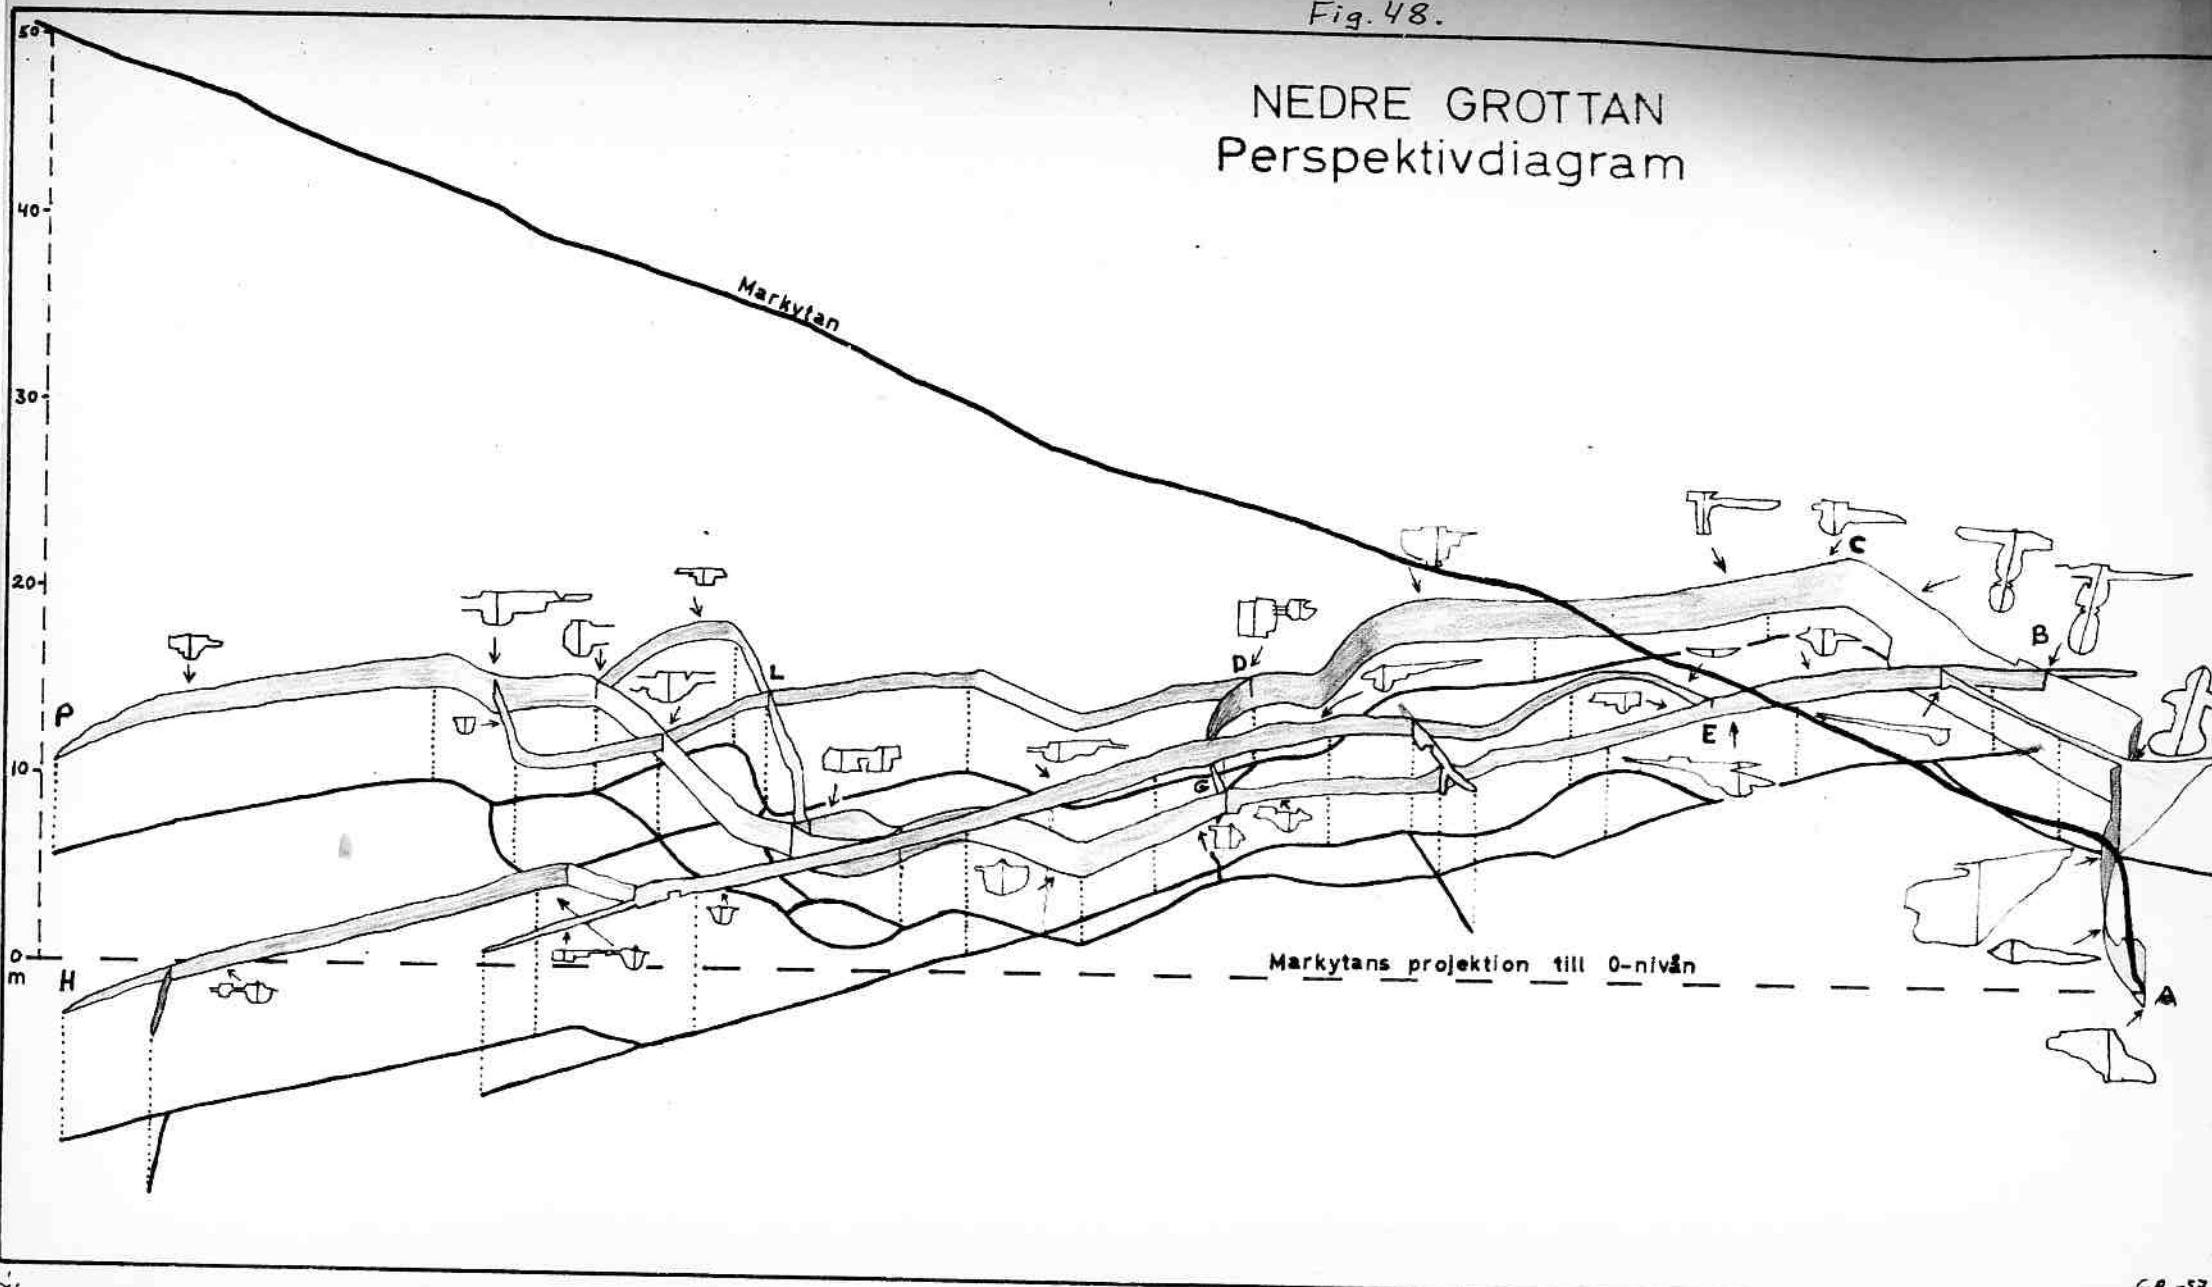 Fig. 48.
NEDRE GROTTAN
Perspektivdiagram
50
40
30
20
10
0
m
Markytan
P
L
D
C
B
E
G
H
A
Markytans projektion till 0-nivån